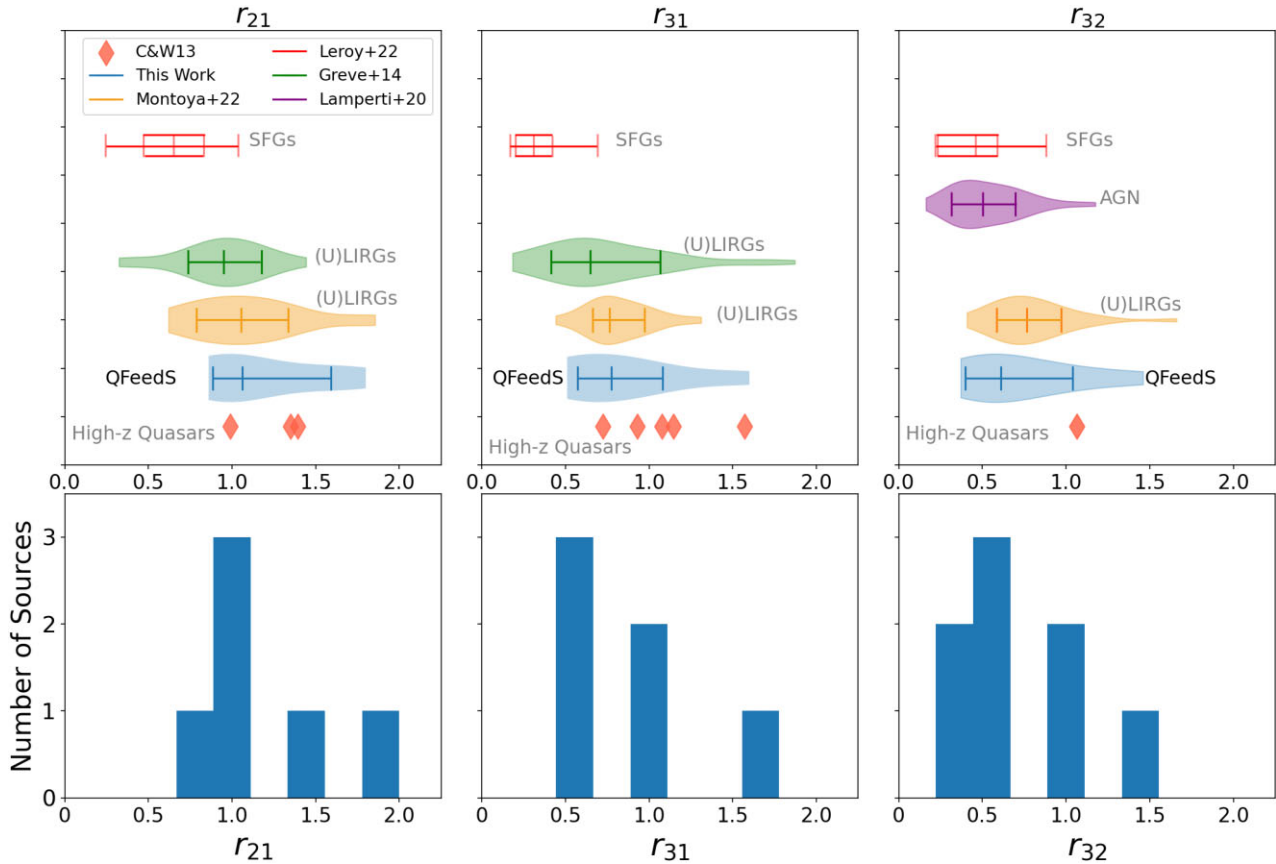 r21 r31 r32
C&W13 Leroy+22
This Work Greve+14
Montoya+22 Lamperti+20
SFGs SFGs SFGs
AGN
(U)LIRGs (U)LIRGs
(U)LIRGs (U)LIRGs (U)LIRGs
QFeedS QFeedS QFeedS
High-z Quasars High-z Quasars High-z Quasars
0 0.5 1.0 1.5 2.0 0 0.5 1.0 1.5 2.0 0 0.5 1.0 1.5 2.0
Number of Sources
3
2
1
0
0 0.5 1.0 1.5 2.0 0 0.5 1.0 1.5 2.0 0 0.5 1.0 1.5 2.0
r21 r31 r32